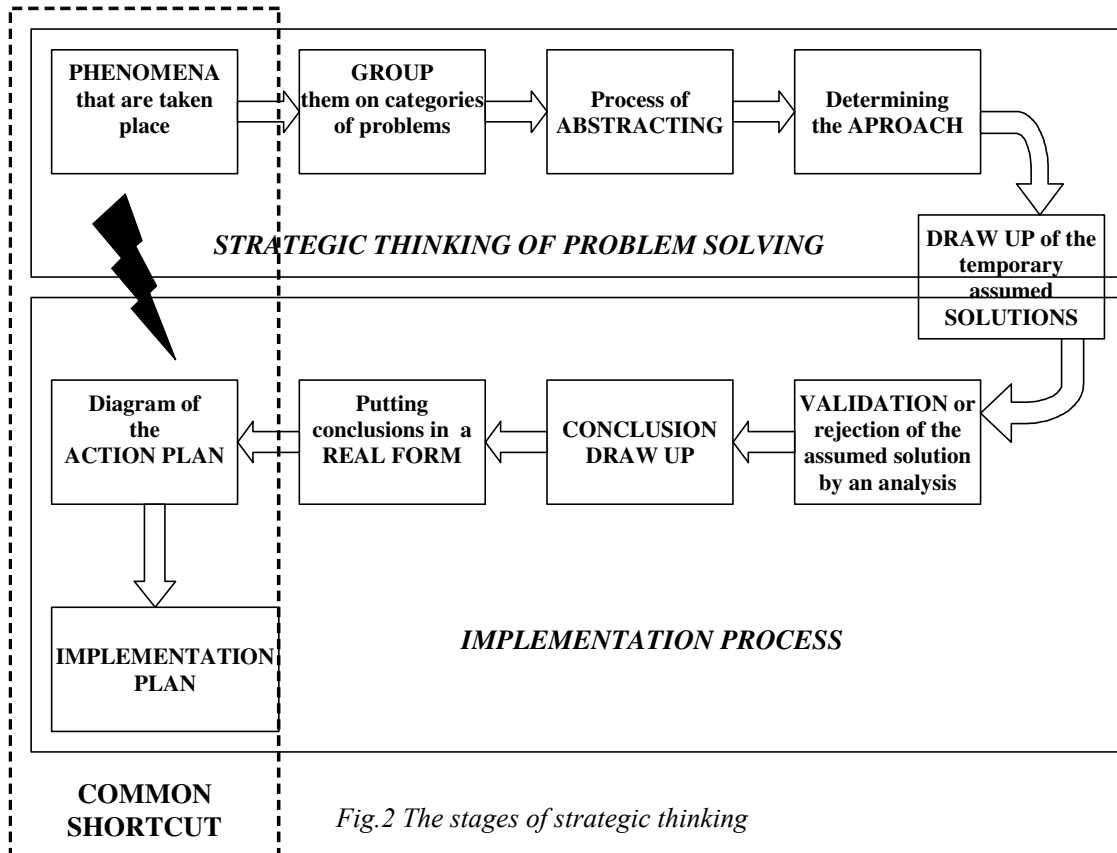 PHENOMENA
that are taken
place
GROUP
them on categories
of problems
Process of
ABSTRACTING
Determining
the APROACH
STRATEGIC THINKING OF PROBLEM SOLVING
DRAW UP of the
temporary
assumed
SOLUTIONS
VALIDATION or
rejection of the
assumed solution
by an analysis
CONCLUSION
DRAW UP
Putting
conclusions in a
REAL FORM
Diagram of
the
ACTION PLAN
IMPLEMENTATION
PLAN
IMPLEMENTATION PROCESS
COMMON
SHORTCUT
Fig.2 The stages of strategic thinking